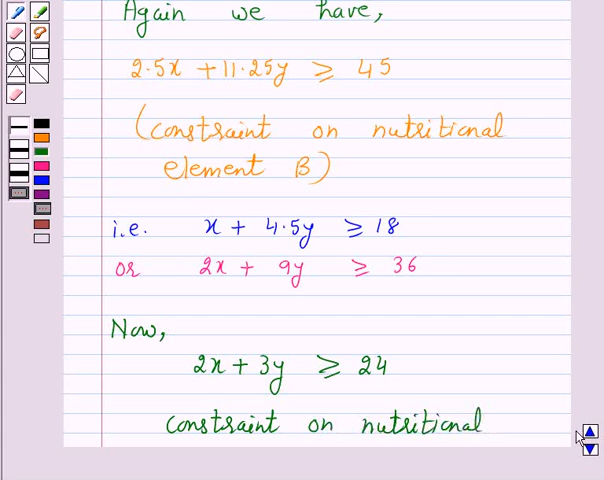 Again we have,
2.5x + 11.25y ≥ 45
(constraint on nutritional
element B)
i.e. x + 4.5y ≥ 18
or 2x + 9y ≥ 36
Now,
2x + 3y ≥ 24
constraint on nutritional